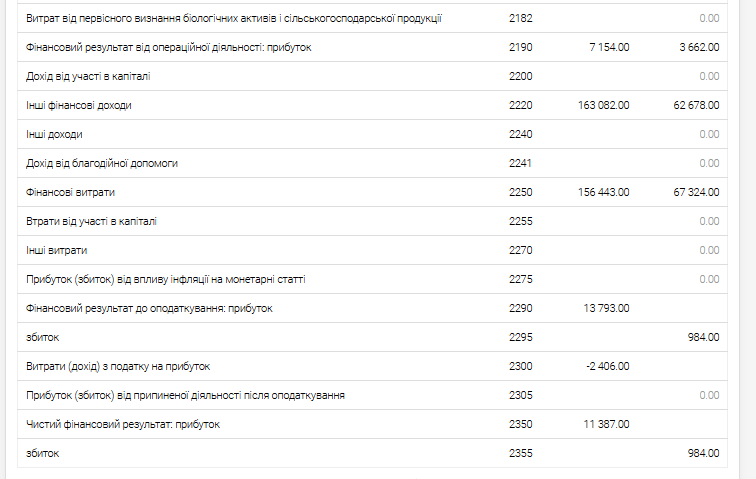 Витрат від первісного визнання біологічних активів і сільськогосподарської продукції 2182 0.00
Фінансовий результат від операційної діяльності: прибуток 2190 7 154.00 3 662.00
Дохід від участі в капіталі 2200 0.00
Інші фінансові доходи 2220 163 082.00 62 678.00
Інші доходи 2240 0.00
Дохід від благодійної допомоги 2241 0.00
Фінансові витрати 2250 156 443.00 67 324.00
Втрати від участі в капіталі 2255 0.00
Інші витрати 2270 0.00
Прибуток (збиток) від впливу інфляції на монетарні статті 2275 0.00
Фінансовий результат до оподаткування: прибуток 2290 13 793.00
збиток 2295 984.00
Витрати (дохід) з податку на прибуток 2300 -2 406.00
Прибуток (збиток) від припиненої діяльності після оподаткування 2305 0.00
Чистий фінансовий результат: прибуток 2350 11 387.00
збиток 2355 984.00